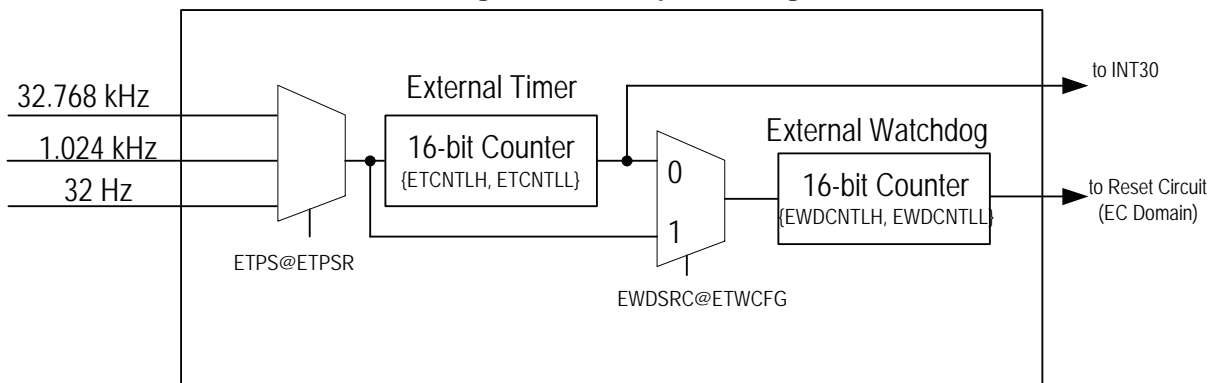 32.768 kHz
1.024 kHz
32 Hz
ETPS@ETPSR
External Timer
16-bit Counter
{ETCNTLH, ETCNTLL}
0
1
EWDSRC@ETWCFG
External Watchdog
16-bit Counter
{EWDCNTLH, EWDCNTLL}
to INT30
to Reset Circuit
(EC Domain)